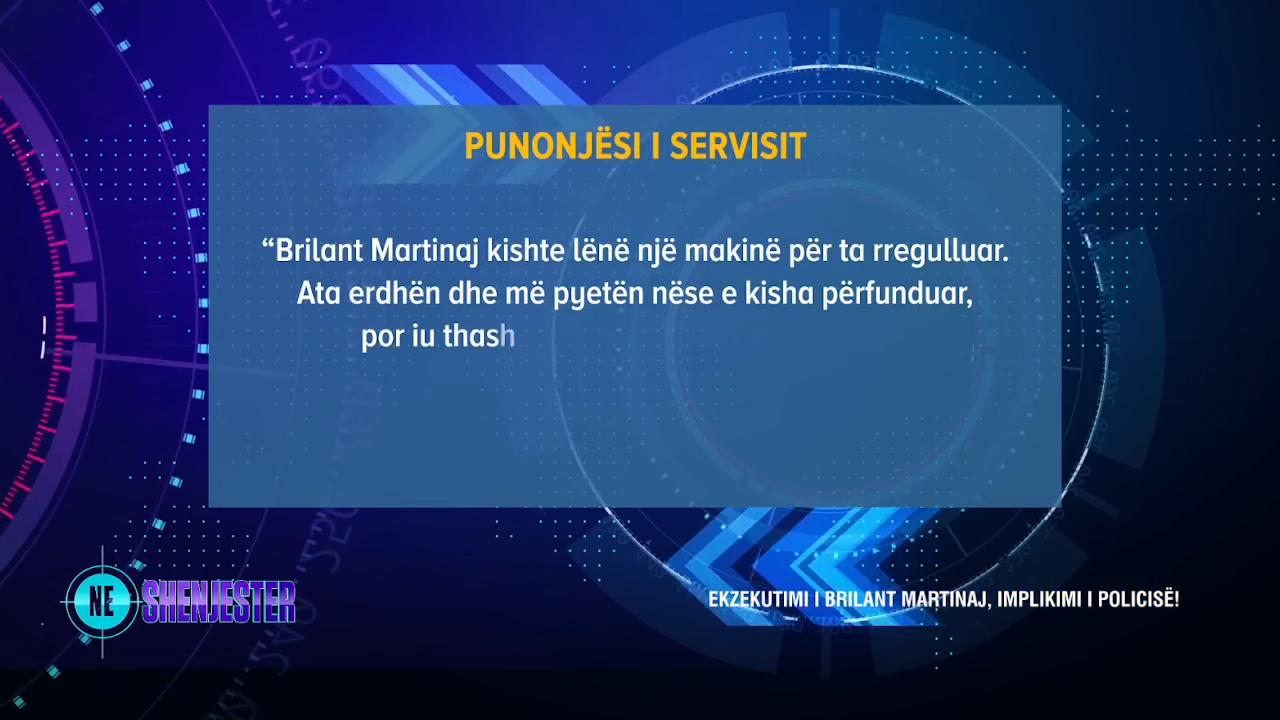 PUNONJËSI I SERVISIT
“Brilant Martinaj kishte lënë një makinë për ta rregulluar.
Ata erdhën dhe më pyetën nëse e kisha përfunduar,
por iu thash
NE SHENJESTER
EKZEKUTIMI I BRILANT MARTINAJ, IMPLIKIMI I POLICISË!